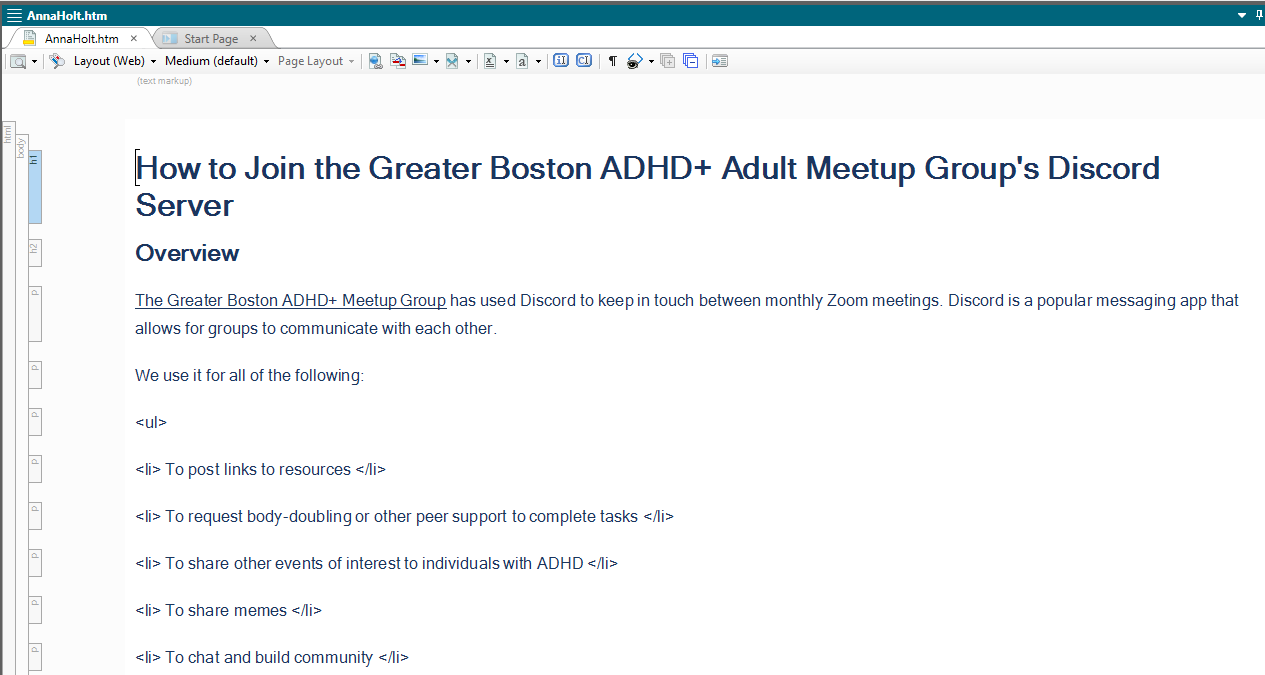 AnnaHolt.htm
AnnaHolt.htm × Start Page ×
Layout (Web) Medium (default) Page Layout
(text markup)
html
body
h1
How to Join the Greater Boston ADHD+ Adult Meetup Group's Discord
Server
h2
Overview
p
The Greater Boston ADHD+ Meetup Group has used Discord to keep in touch between monthly Zoom meetings. Discord is a popular messaging app that
allows for groups to communicate with each other.
p
We use it for all of the following:
p
<ul>
p
<li> To post links to resources </li>
p
<li> To request body-doubling or other peer support to complete tasks </li>
p
<li> To share other events of interest to individuals with ADHD </li>
p
<li> To share memes </li>
p
<li> To chat and build community </li>